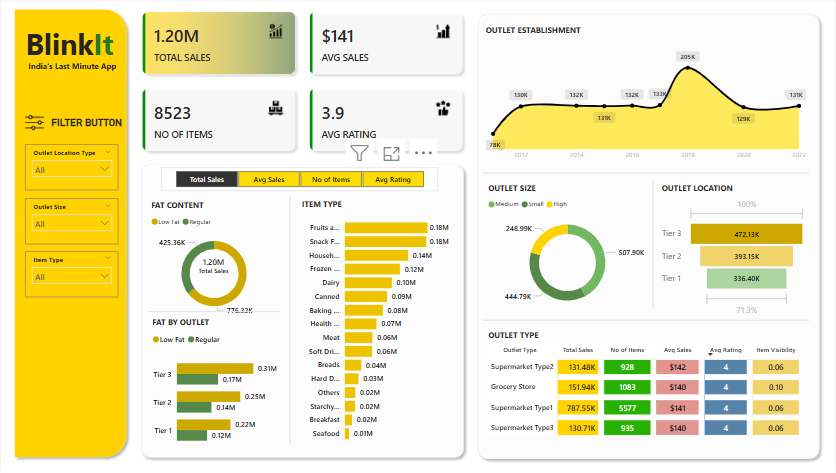 BlinkIt
India's Last Minute App
FILTER BUTTON
Outlet Location Type
All
Outlet Size
All
Item Type
All
1.20M
TOTAL SALES
$141
AVG SALES
8523
NO OF ITEMS
3.9
AVG RATING
Total Sales
Avg Sales
No of Items
Avg Rating
FAT CONTENT
Low Fat Regular
425.36K
1.20M
Total Sales
776.32K
FAT BY OUTLET
Low Fat Regular
Tier 3 0.31M
0.17M
Tier 2 0.25M
0.14M
Tier 1 0.22M
0.12M
ITEM TYPE
Fruits a... 0.18M
Snack F... 0.18M
Househ... 0.14M
Frozen ... 0.12M
Dairy 0.10M
Canned 0.09M
Baking ... 0.08M
Health ... 0.07M
Meat 0.06M
Soft Dri... 0.06M
Breads 0.04M
Hard D... 0.03M
Others 0.02M
Starchy... 0.02M
Breakfast 0.02M
Seafood 0.01M
OUTLET ESTABLISHMENT
78K
130K
132K
131K
132K
133K
205K
129K
131K
2012 2014 2016 2018 2020 2022
OUTLET SIZE
Medium Small High
248.99K
507.90K
444.79K
OUTLET LOCATION
100%
Tier 3 472.13K
Tier 2 393.15K
Tier 1 336.40K
71.3%
OUTLET TYPE
Outlet Type Total Sales No of Items Avg Sales Avg Rating Item Visibility
Supermarket Type2 131.48K 928 $142 4 0.06
Grocery Store 151.94K 1083 $140 4 0.10
Supermarket Type1 787.55K 5577 $141 4 0.06
Supermarket Type3 130.71K 935 $140 4 0.06